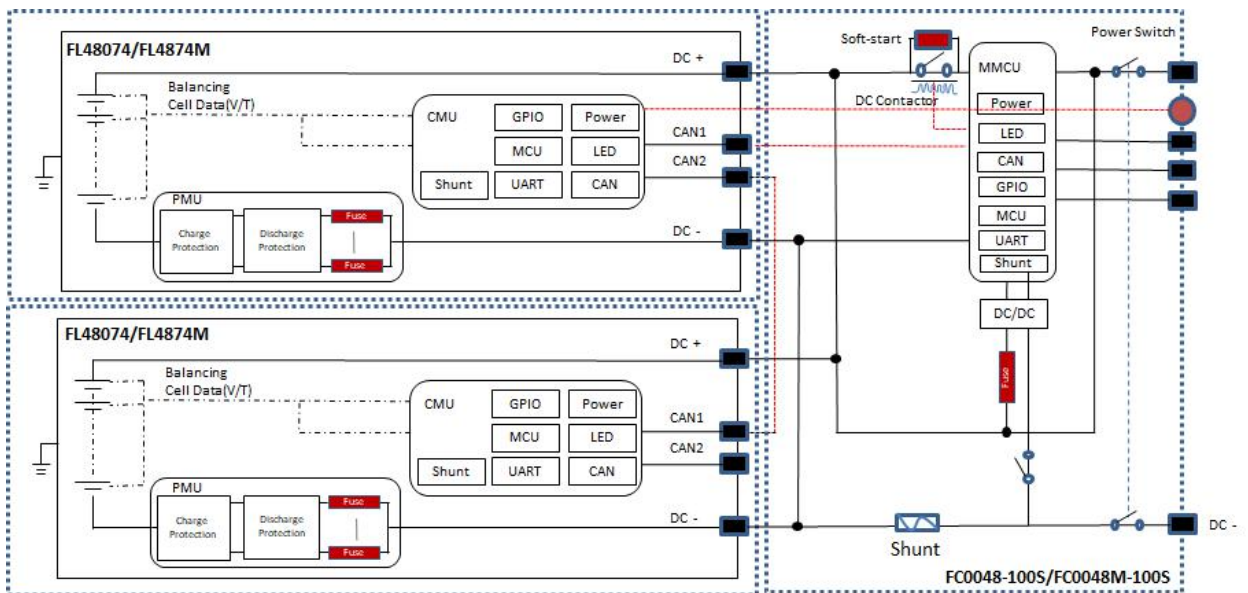 FL48074/FL4874M
DC +
Balancing
Cell Data(V/T)
CMU
GPIO
Power
MCU
LED
Shunt
UART
CAN
CAN1
CAN2
PMU
Charge
Protection
Discharge
Protection
Fuse
Fuse
DC -
FL48074/FL4874M
DC +
Balancing
Cell Data(V/T)
CMU
GPIO
Power
MCU
LED
Shunt
UART
CAN
CAN1
CAN2
PMU
Charge
Protection
Discharge
Protection
Fuse
Fuse
DC -
Soft-start
DC Contactor
Power Switch
MMCU
Power
LED
CAN
GPIO
MCU
UART
Shunt
DC/DC
Fuse
Shunt
DC -
FC0048-100S/FC0048M-100S